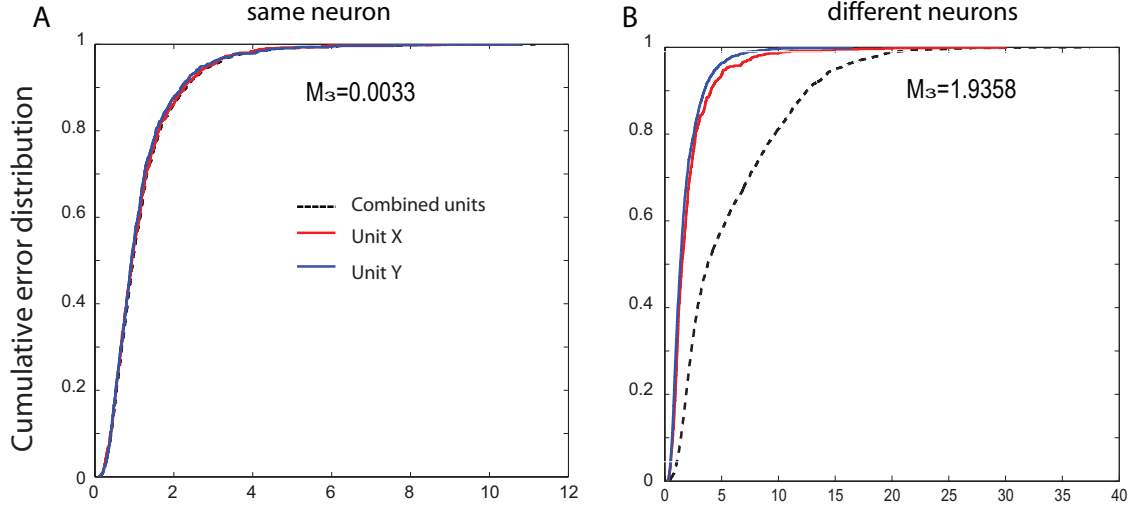 A
same neuron
1
0.8
0.6
0.4
0.2
0
0
2
4
6
8
10
12
M₃=0.0033
Combined units
Unit X
Unit Y
Cumulative error distribution
B
different neurons
1
0.8
0.6
0.4
0.2
0
0
5
10
15
20
25
30
35
40
M₃=1.9358